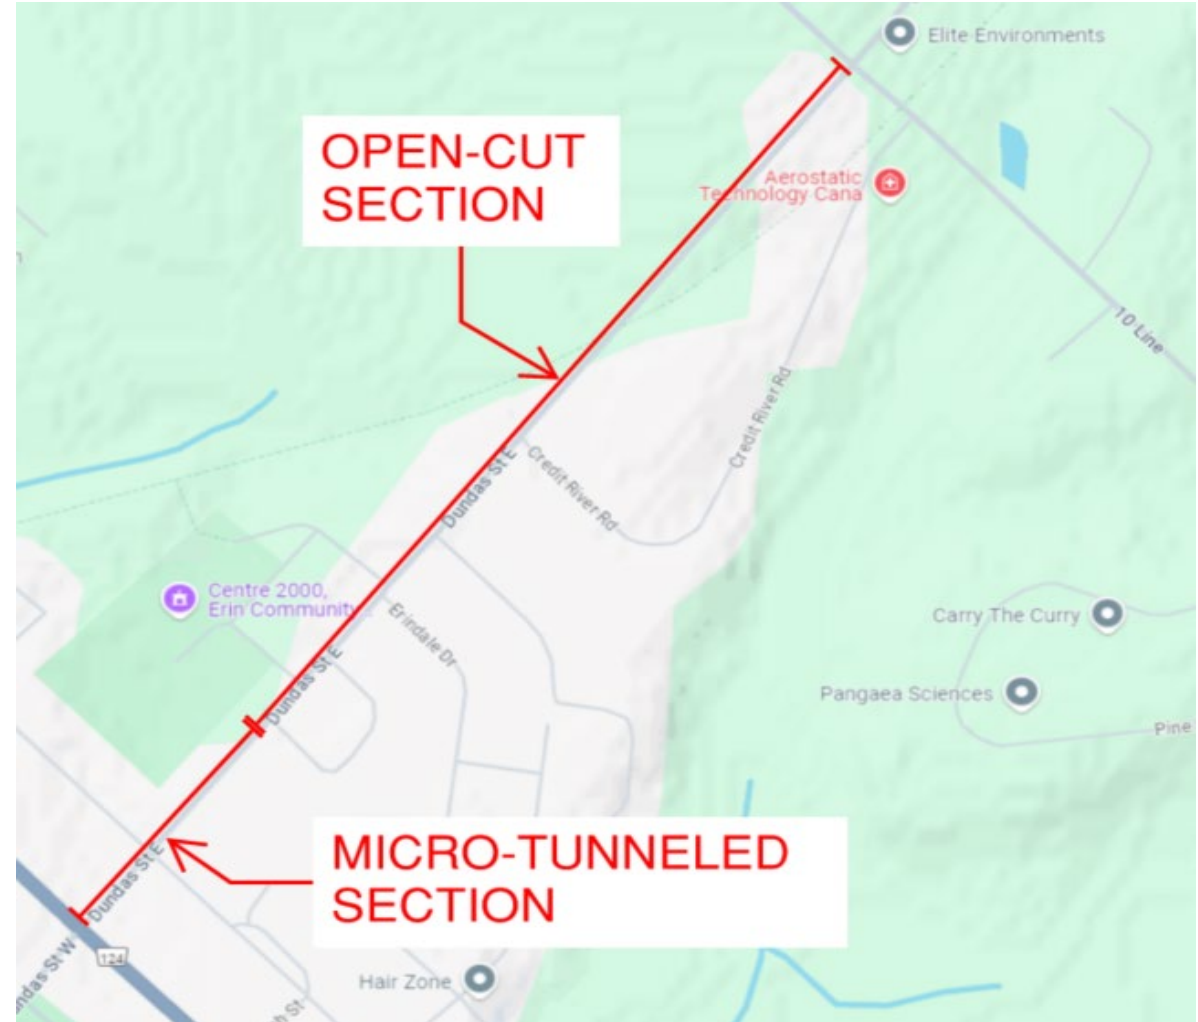 Elite Environments
OPEN-CUT
SECTION
Aerostatic
Technology Cana
10 Line
Credit River Rd
Dundas St E
Credit River Rd
Centre 2000,
Erin Community
Erindale Dr
Carry The Curry
Dundas St E
Pangaea Sciences
Pine
MICRO-TUNNELED
SECTION
Dundas St E
124
ndas St W
Hair Zone
h St